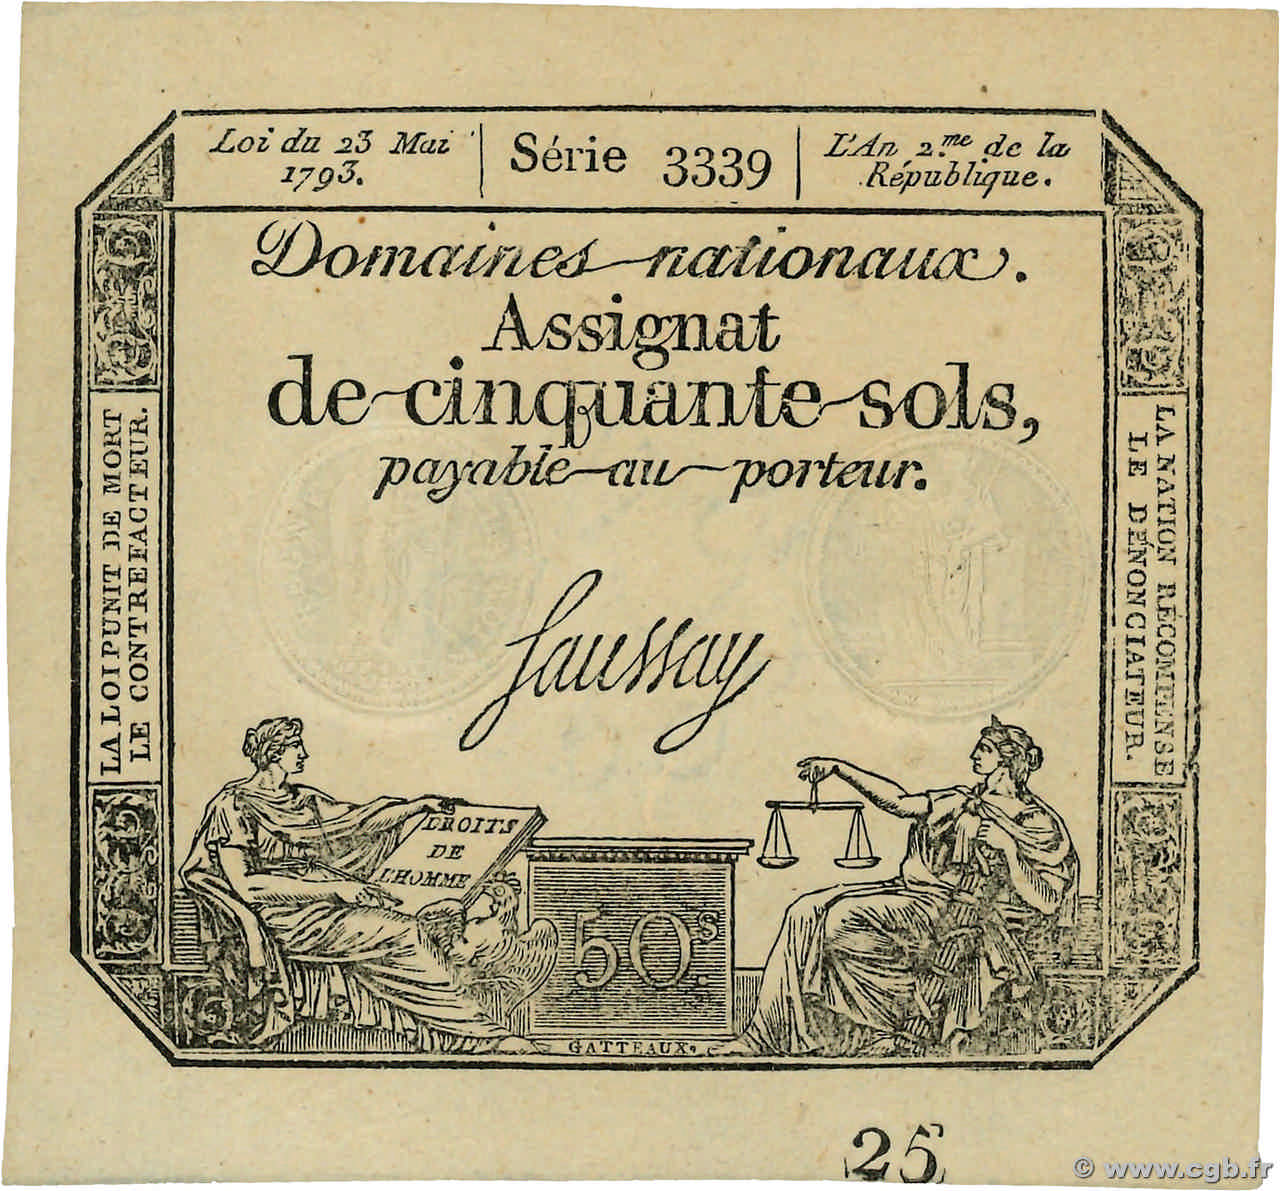 Loi du 23 Mai
1793.
Série 3339
L'An 2.me de la
République.
Domaines nationaux.
Assignat
de cinquante sols,
payable au porteur.
LA LOI PUNIT DE MORT
LE CONTREFACTEUR.
LA NATION RÉCOMPENSE
LE DÉNONCIATEUR.
Saussay
DROITS
DE
L'HOMME
50.s
GATTEAUX.
25
© www.cgb.fr